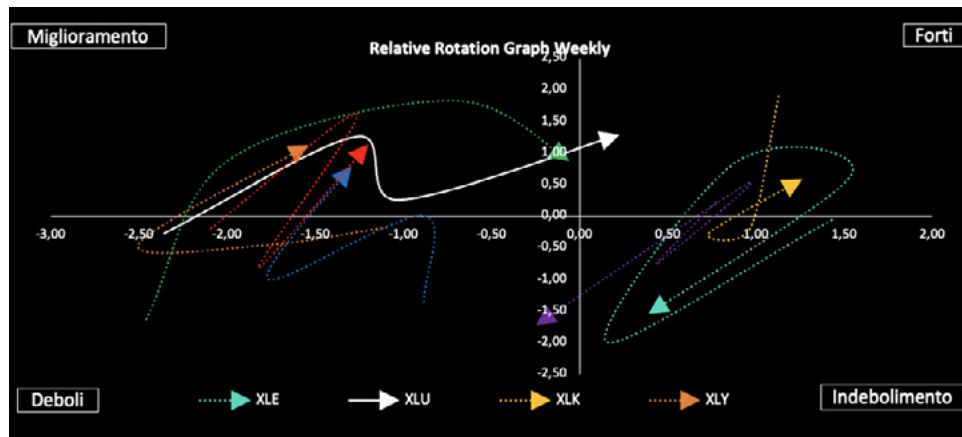 Miglioramento
Forti
Relative Rotation Graph Weekly
2,50
2,00
1,50
1,00
0,50
0,00
-3,00 -2,50 -2,00 -1,50 -1,00 -0,50 0,00 0,50 1,00 1,50 2,00
-0,50
-1,00
-1,50
-2,00
-2,50
Deboli
XLE XLU XLK XLY
Indebolimento